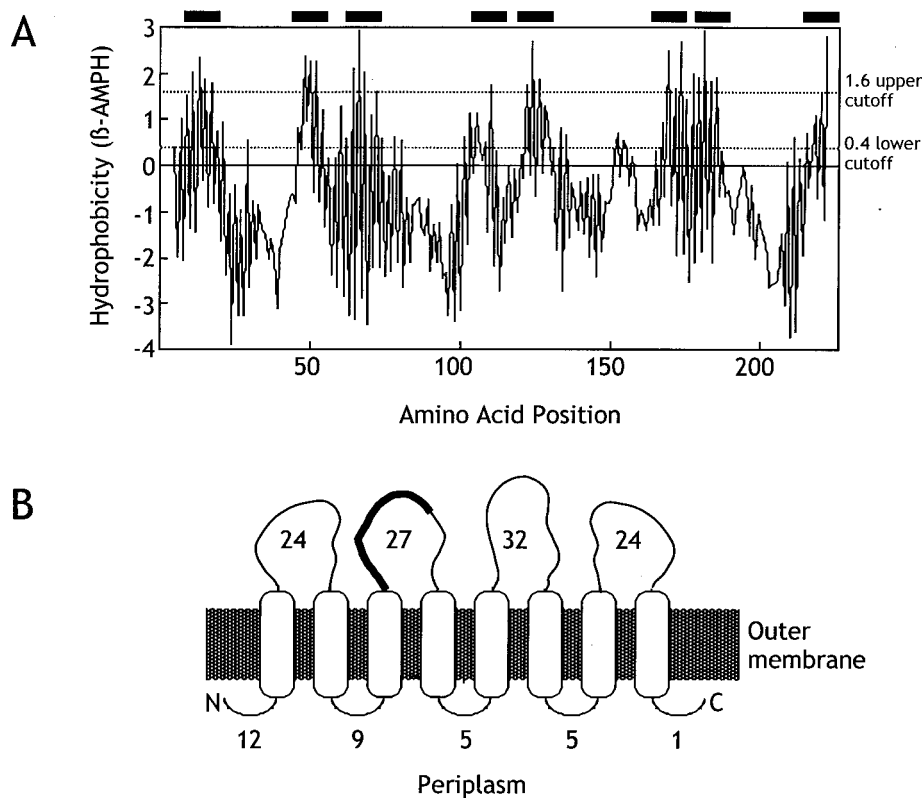 A
Hydrophobicity (ß-AMPH)
3
2
1
0
-1
-2
-3
-4
1.6 upper
cutoff
0.4 lower
cutoff
50
100
150
200
Amino Acid Position
B
24
27
32
24
Outer
membrane
N
C
12
9
5
5
1
Periplasm